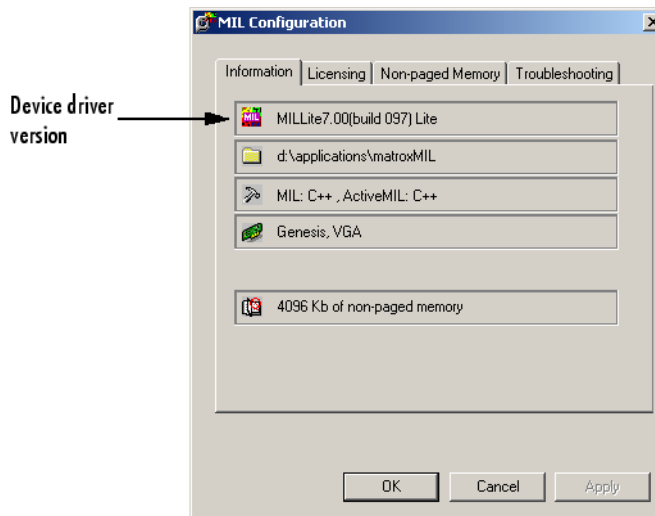 MIL Configuration
Information
Licensing
Non-paged Memory
Troubleshooting
Device driver
version
MIL
MILLite7.00(build 097) Lite
d:\applications\matroxMIL
MIL: C++ , ActiveMIL: C++
Genesis, VGA
4096 Kb of non-paged memory
OK
Cancel
Apply